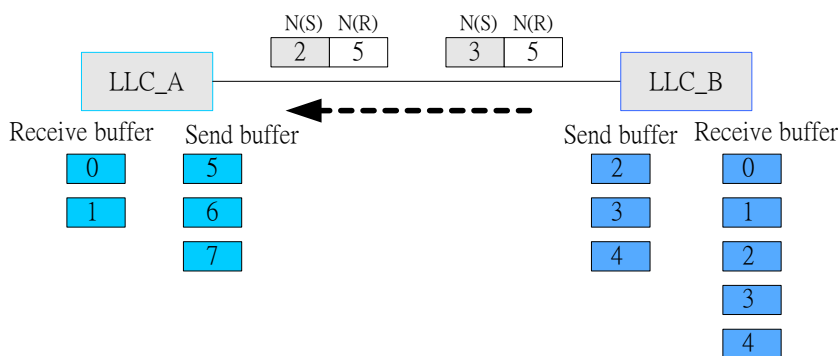 N(S) N(R) N(S) N(R)
2 5 3 5
LLC_A LLC_B
Receive buffer Send buffer Send buffer Receive buffer
0 5 2 0
1 6 3 1
7 4 2
3
4